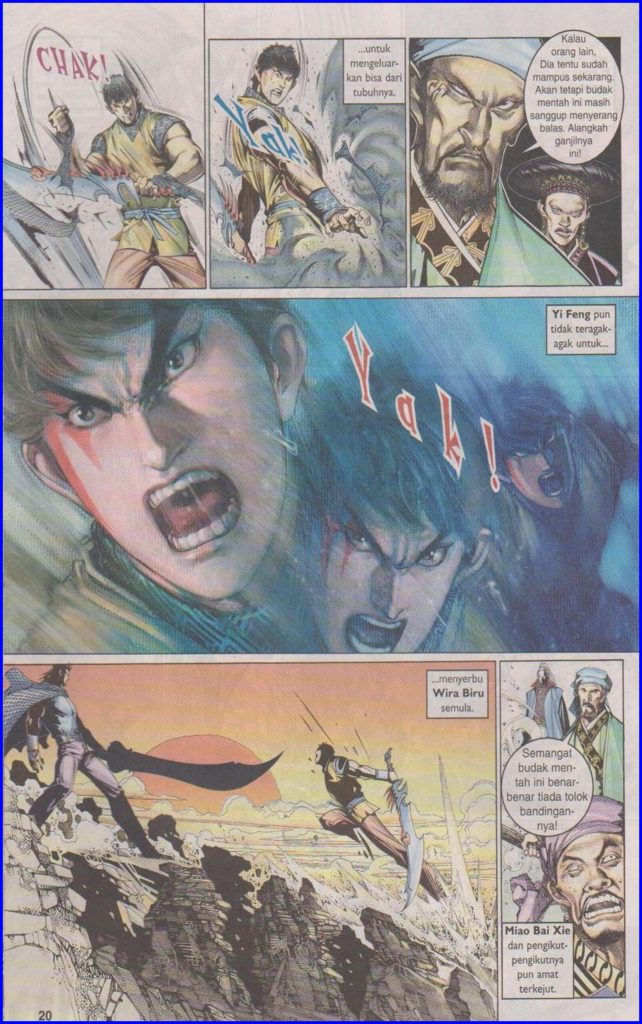 CHAK!
...untuk
mengeluar-
kan bisa dari
tubuhnya.
Yak!
Kalau
orang lain,
Dia tentu sudah
mampus sekarang.
Akan tetapi budak
mentah ini masih
sanggup menyerang
balas. Alangkah
ganjilnya
ini!
Yi Feng pun
tidak teragak-
agak untuk...
Yak!
...menyerbu
Wira Biru
semula.
Semangat
budak men-
tah ini benar-
benar tiada tolok
bandingan-
nya!
Miao Bai Xie
dan pengikut-
pengikutnya
pun amat
terkejut.
20